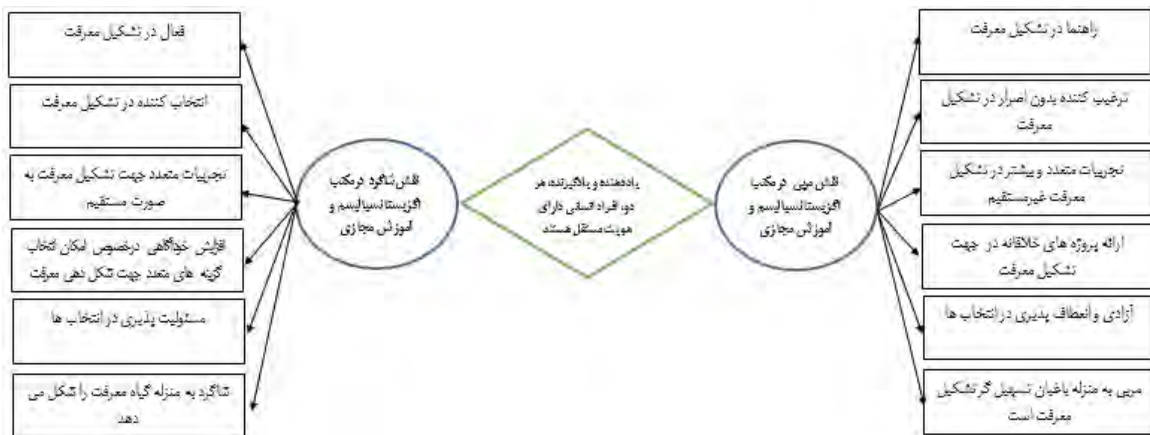 راهنما در تشکیل معرفت
ترغیب کننده بدون اصرار در تشکیل
معرفت
تجربیات متعدد و بیشتر در تشکیل
معرفت غیرمستقیم
ارائه پروژه های خلاقانه در جهت
تشکیل معرفت
آزادی و انعطاف پذیری در انتخاب ها
مربی به منزله باغبان تسهیل گر تشکیل
معرفت است
نقش مربی در مکتب
اگزیستانسیالیسم و
آموزش مجازی
یاددهنده و یادگیرنده، هر
دو، افراد انسانی دارای
هویت مستقل هستند
نقش شاگرد در مکتب
اگزیستانسیالیسم و
آموزش مجازی
فعال در تشکیل معرفت
انتخاب کننده در تشکیل معرفت
تجربیات متعدد جهت تشکیل معرفت به
صورت مستقیم
افزایش خودآگاهی درخصوص امکان انتخاب
گزینه های متعدد جهت شکل دهی معرفت
مسئولیت پذیری در انتخاب ها
شاگرد به منزله گیاه معرفت را شکل می
دهد